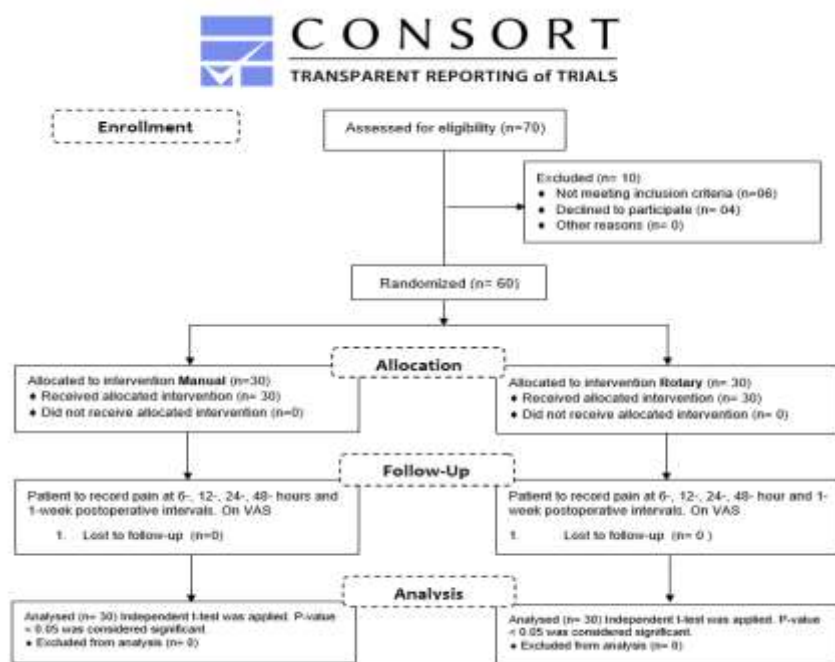 CONSORT
TRANSPARENT REPORTING of TRIALS
Enrollment
Assessed for eligibility (n=70)
Excluded (n= 10)
♦ Not meeting inclusion criteria (n=06)
♦ Declined to participate (n= 04)
♦ Other reasons (n= 0)
Randomized (n= 60)
Allocation
Allocated to intervention Manual (n=30)
♦ Received allocated intervention (n= 30)
♦ Did not receive allocated intervention (n=0)
Allocated to intervention Rotary (n= 30)
♦ Received allocated intervention (n= 30)
♦ Did not receive allocated intervention (n= 0)
Follow-Up
Patient to record pain at 6-, 12-, 24-, 48- hours and
1-week postoperative intervals. On VAS
1. Lost to follow-up (n=0)
Patient to record pain at 6-, 12-, 24-, 48- hour and 1-
week postoperative intervals. On VAS
1. Lost to follow-up (n= 0 )
Analysis
Analysed (n= 30) Independent t-test was applied. P-value
< 0.05 was considered significant
♦ Excluded from analysis (n= 0)
Analysed (n= 30) Independent t-test was applied. P-value
< 0.05 was considered significant.
♦ Excluded from analysis (n= 0)